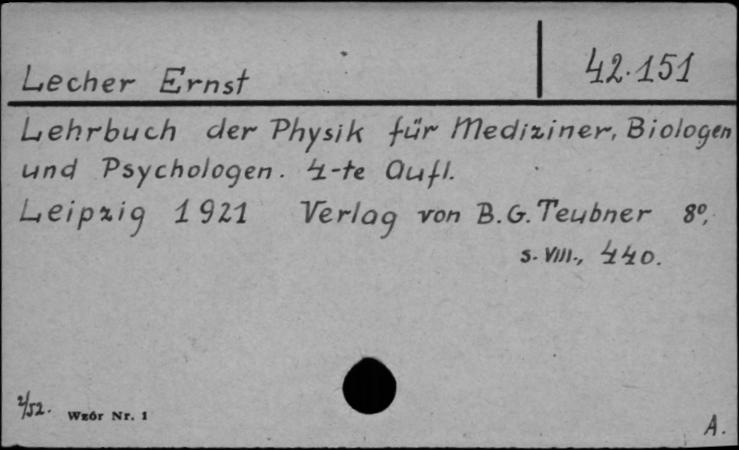 Lecher Ernst 42.151
Lehrbuch der Physik für Mediziner, Biologen
und Psychologen. 4-te Aufl.
Leipzig 1921 Verlag von B.G. Teubner 8°,
s. VIII., 440.
2/52. Wzór Nr. 1
A.